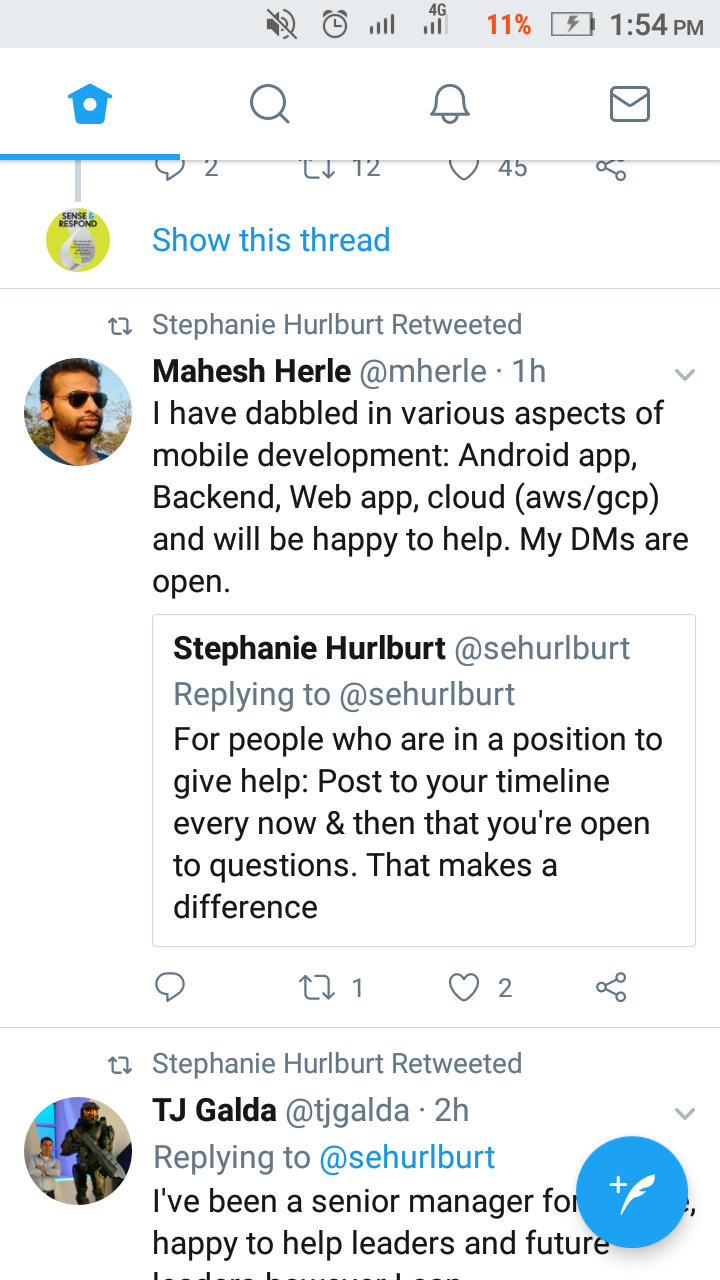 4G
11% 1:54 PM
2 12 45
SENSE &
RESPOND
Show this thread
Stephanie Hurlburt Retweeted
Mahesh Herle @mherle · 1h
I have dabbled in various aspects of
mobile development: Android app,
Backend, Web app, cloud (aws/gcp)
and will be happy to help. My DMs are
open.
Stephanie Hurlburt @sehurlburt
Replying to @sehurlburt
For people who are in a position to
give help: Post to your timeline
every now & then that you're open
to questions. That makes a
difference
1 2
Stephanie Hurlburt Retweeted
TJ Galda @tjgalda · 2h
Replying to @sehurlburt
I've been a senior manager for
happy to help leaders and future